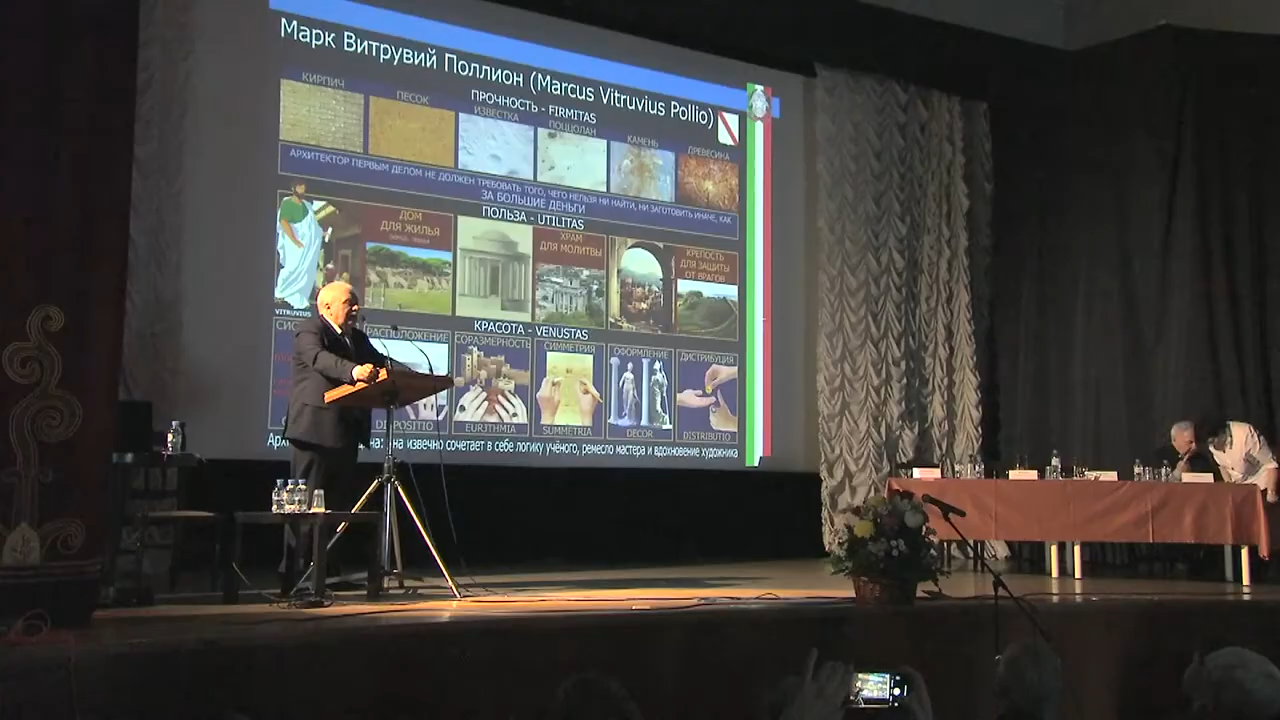 Марк Витрувий Поллион (Marcus Vitruvius Pollio)
ПРОЧНОСТЬ - FIRMITAS
КИРПИЧ
ПЕСОК
ИЗВЕСТКА
ПОЦЦОЛАН
КАМЕНЬ
ДРЕВЕСИНА
АРХИТЕКТОР ПЕРВЫМ ДЕЛОМ НЕ ДОЛЖЕН ТРЕБОВАТЬ ТОГО, ЧЕГО НЕЛЬЗЯ НИ НАЙТИ, НИ ЗАГОТОВИТЬ ИНАЧЕ, КАК
ЗА БОЛЬШИЕ ДЕНЬГИ
ПОЛЬЗА - UTILITAS
VITRUVIUS
ДОМ
ДЛЯ ЖИЛЬЯ
ХРАМ
ДЛЯ МОЛИТВЫ
КРЕПОСТЬ
ДЛЯ ЗАЩИТЫ
ОТ ВРАГОВ
КРАСОТА - VENUSTAS
РАСПОЛОЖЕНИЕ
СОРАЗМЕРНОСТЬ
EURITHMIA
СИММЕТРИЯ
SUMMETRIA
ОФОРМЛЕНИЕ
DECOR
ДИСТРИБУЦИЯ
DISTRIBUTIO
на извечно сочетает в себе логику учёного, ремесло мастера и вдохновение художника